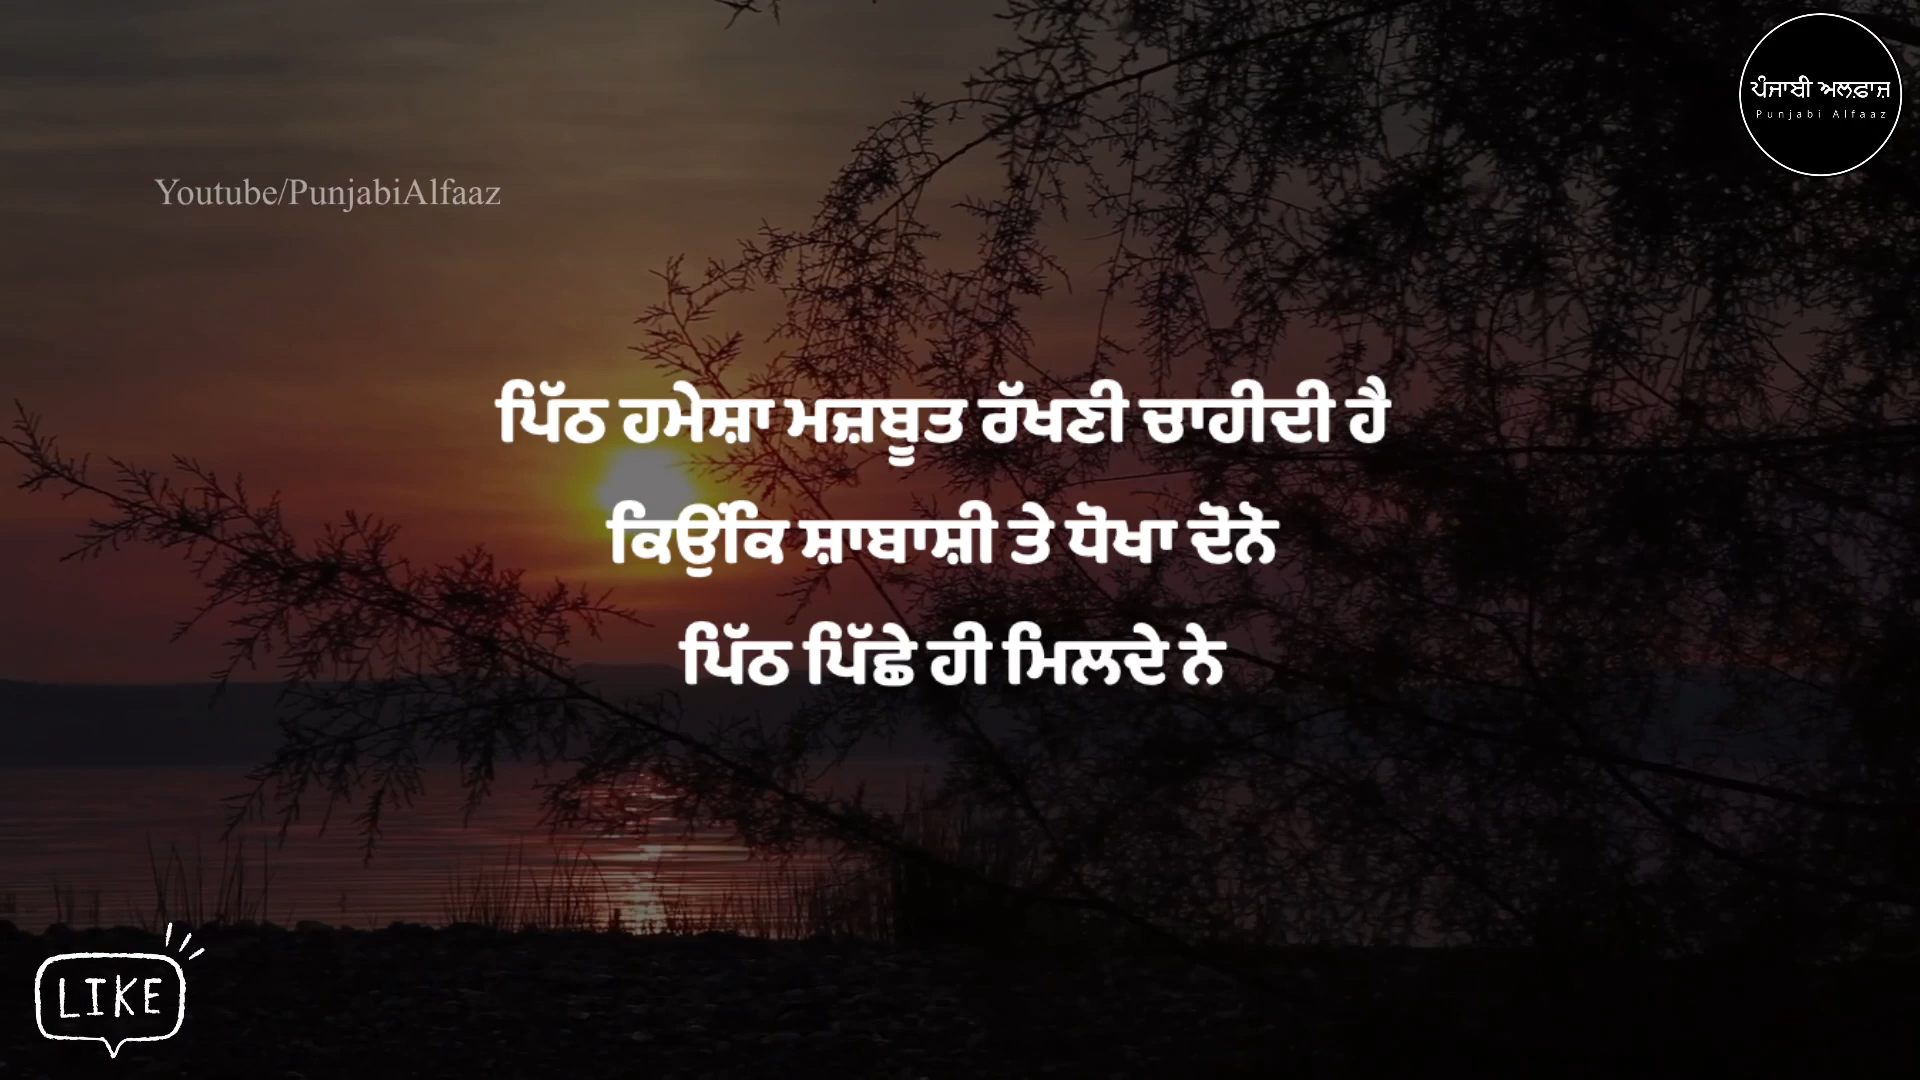 ਪੰਜਾਬੀ ਅਲਫ਼ਾਜ਼
Punjabi Alfaaz
Youtube/PunjabiAlfaaz
ਪਿੱਠ ਹਮੇਸ਼ਾ ਮਜ਼ਬੂਤ ਰੱਖਣੀ ਚਾਹੀਦੀ ਹੈ
ਕਿਉਂਕਿ ਸ਼ਾਬਾਸ਼ੀ ਤੇ ਧੋਖਾ ਦੋਨੋ
ਪਿੱਠ ਪਿੱਛੇ ਹੀ ਮਿਲਦੇ ਨੇ
LIKE